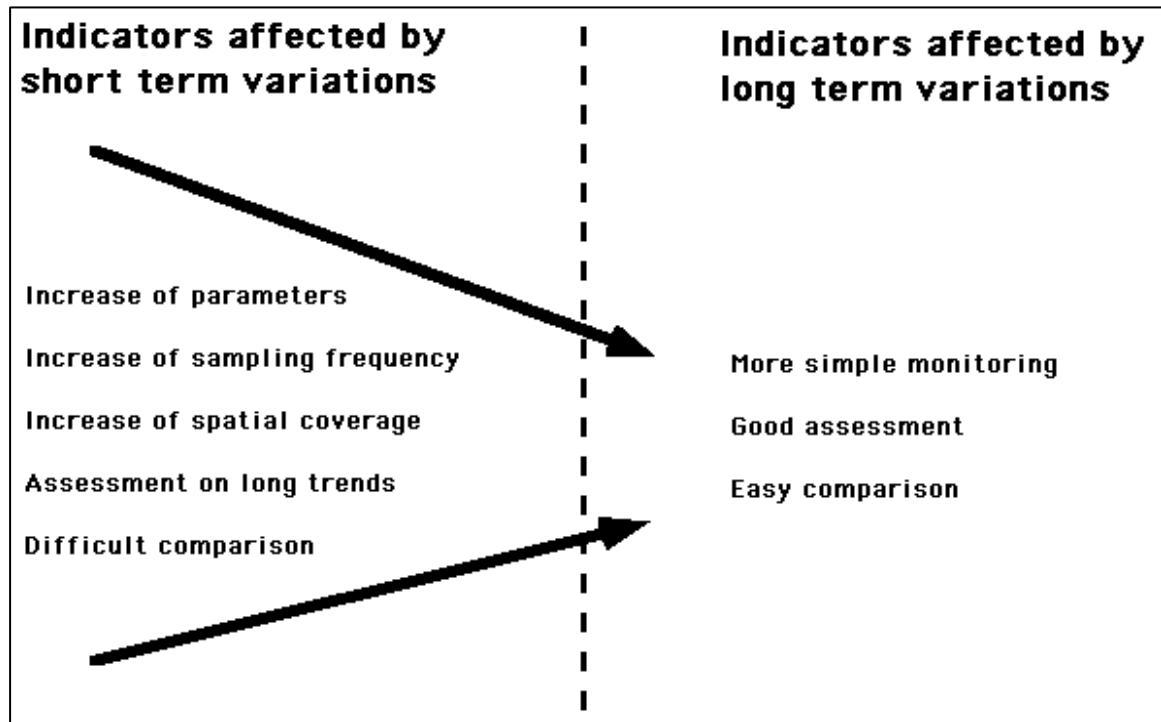 Indicators affected by
short term variations
Increase of parameters
Increase of sampling frequency
Increase of spatial coverage
Assessment on long trends
Difficult comparison
Indicators affected by
long term variations
More simple monitoring
Good assessment
Easy comparison